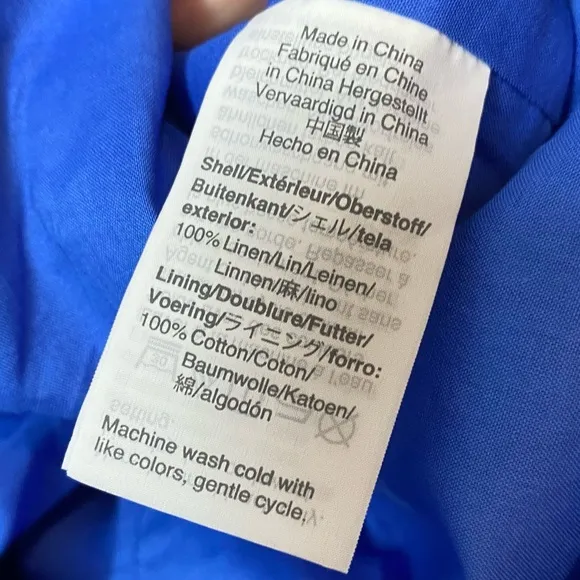 Made in China
Fabriqué en Chine
in China Hergestellt
Vervaardigd in China
中国製
Hecho en China
Shell/Extérieur/Oberstoff/
Buitenkant/シェル/tela
exterior:
100% Linen/Lin/Leinen/
Linnen/麻/lino
Lining/Doublure/Futter/
Voering/ライニング/forro:
100% Cotton/Coton/
Baumwolle/Katoen/
綿/algodón
Machine wash cold with
like colors, gentle cycle,